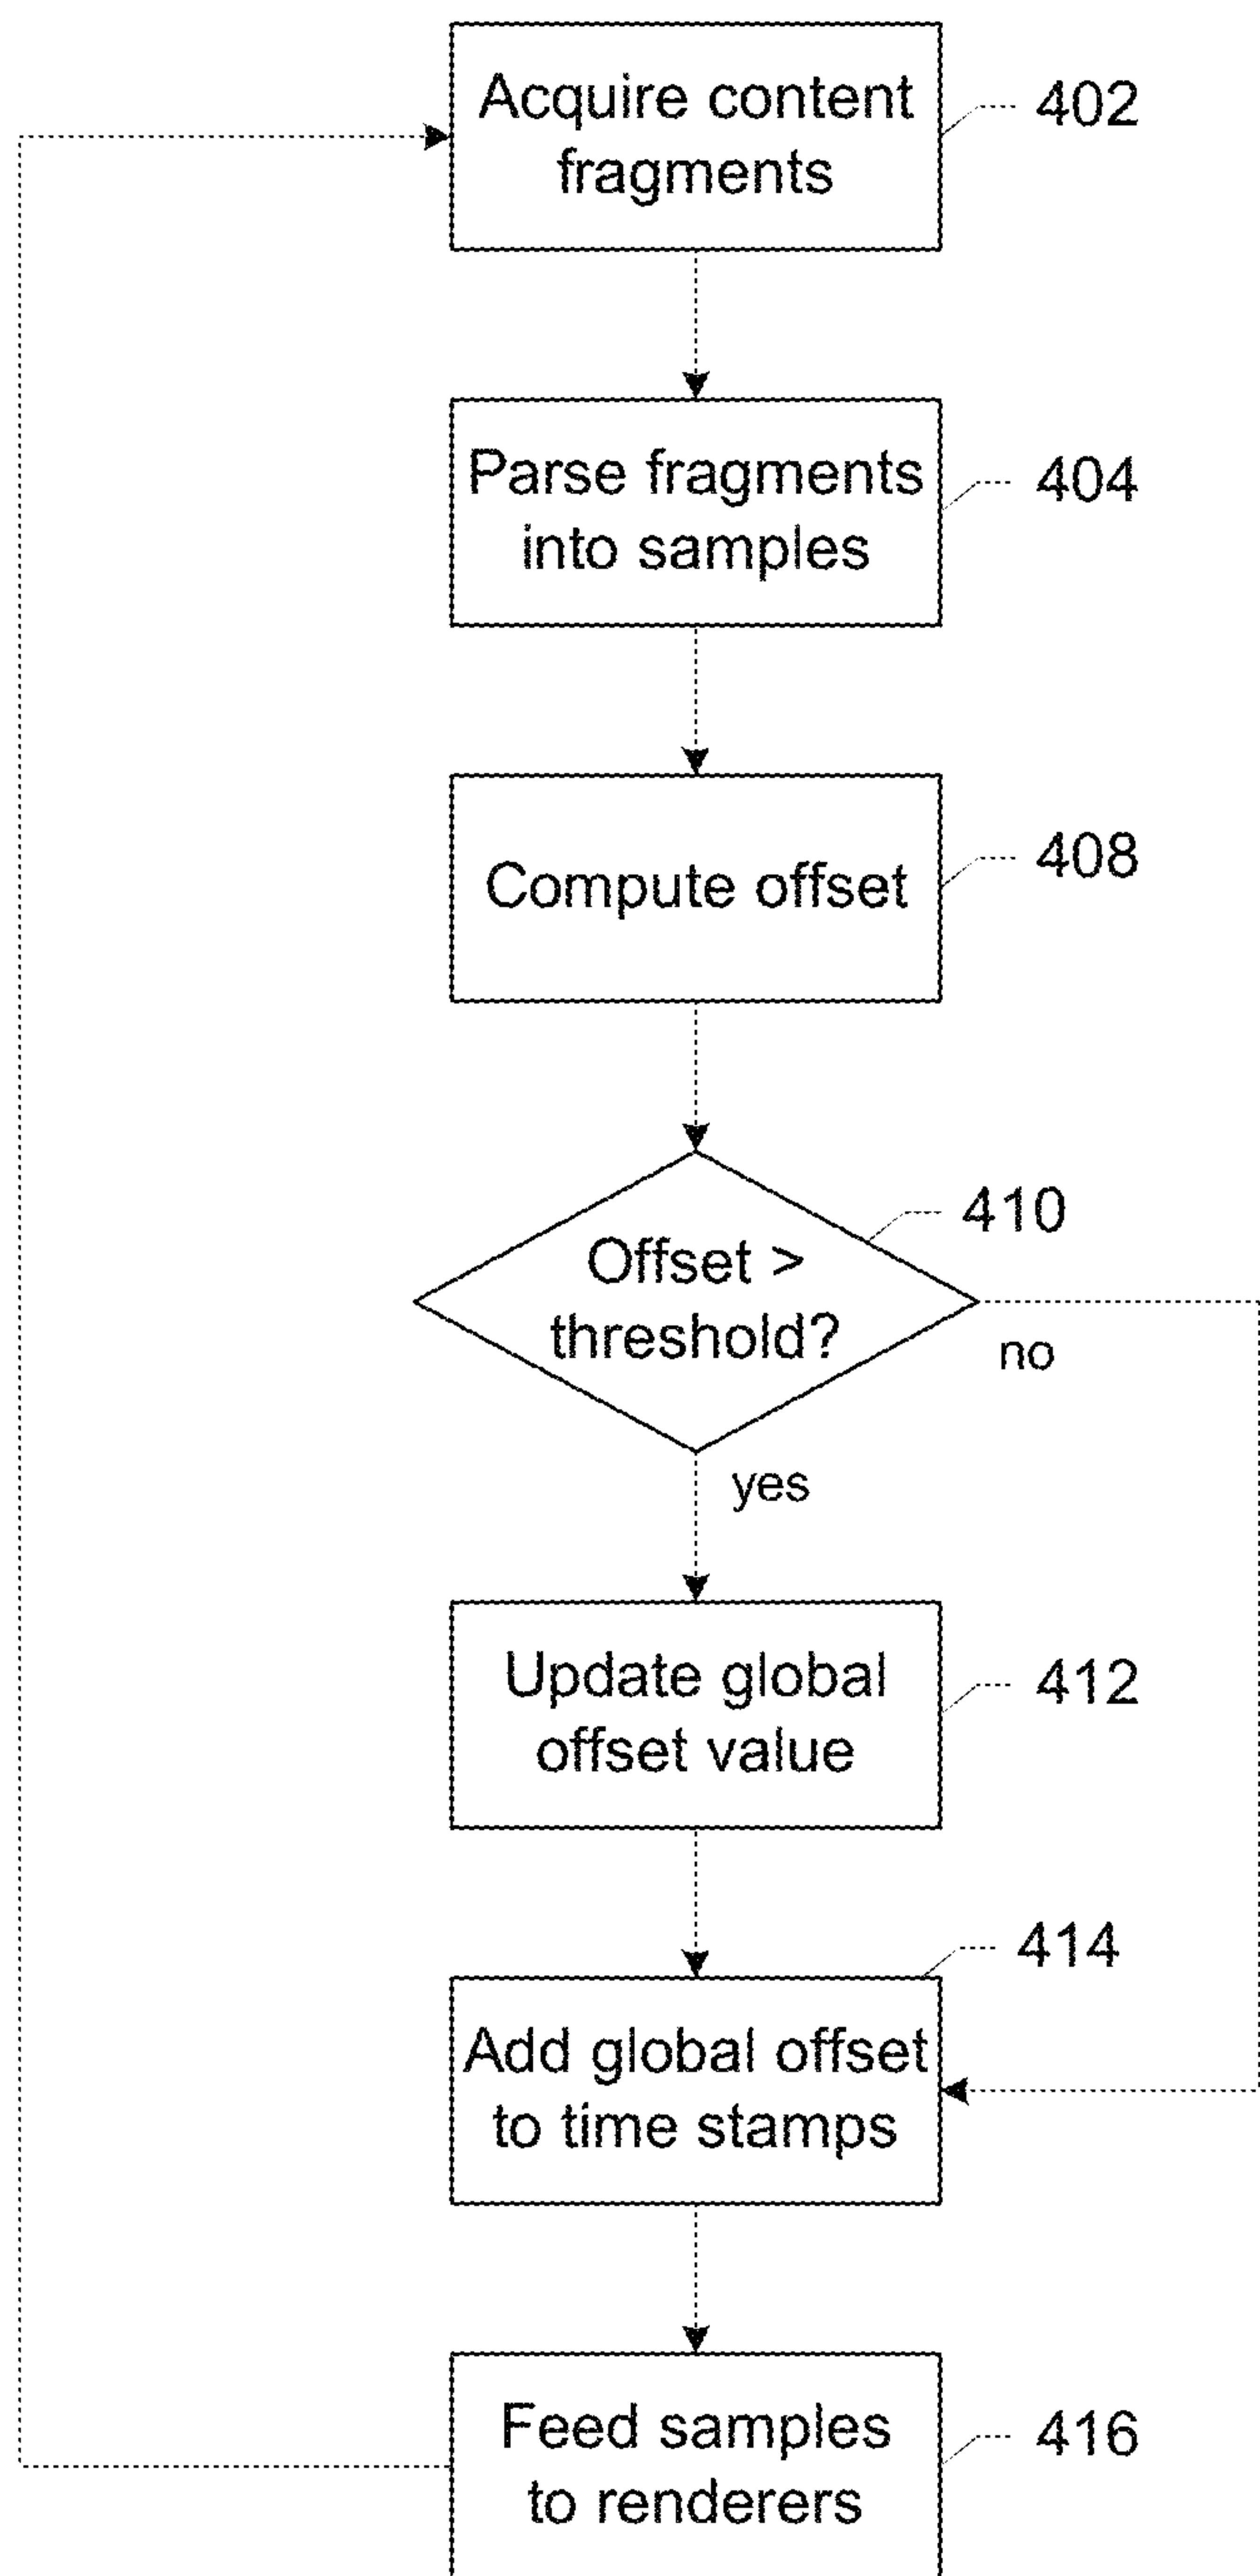 Acquire content
fragments
402
Parse fragments
into samples
404
Compute offset
408
Offset >
threshold?
410
no
yes
Update global
offset value
412
Add global offset
to time stamps
414
Feed samples
to renderers
416